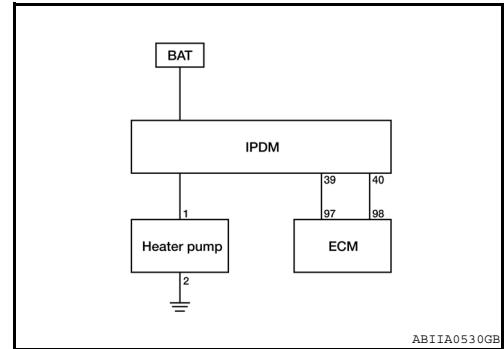 BAT
IPDM
39 40
1 97 98
Heater pump ECM
2
ABIIA0530GB